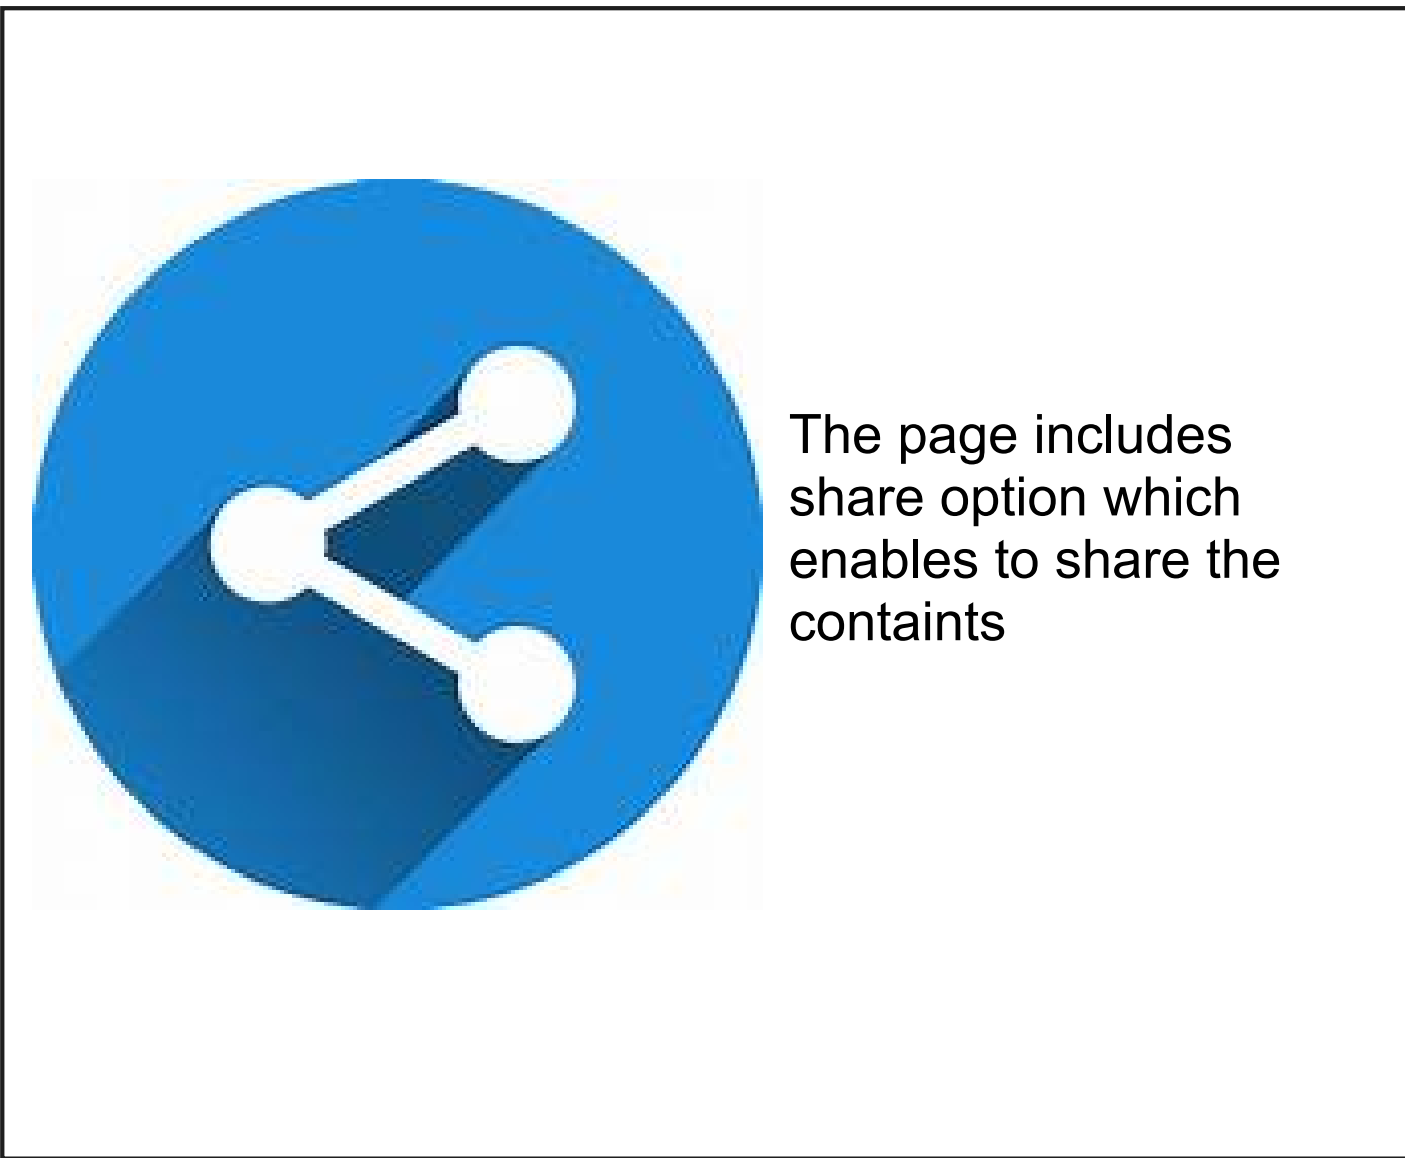 The page includes
share option which
enables to share the
containts